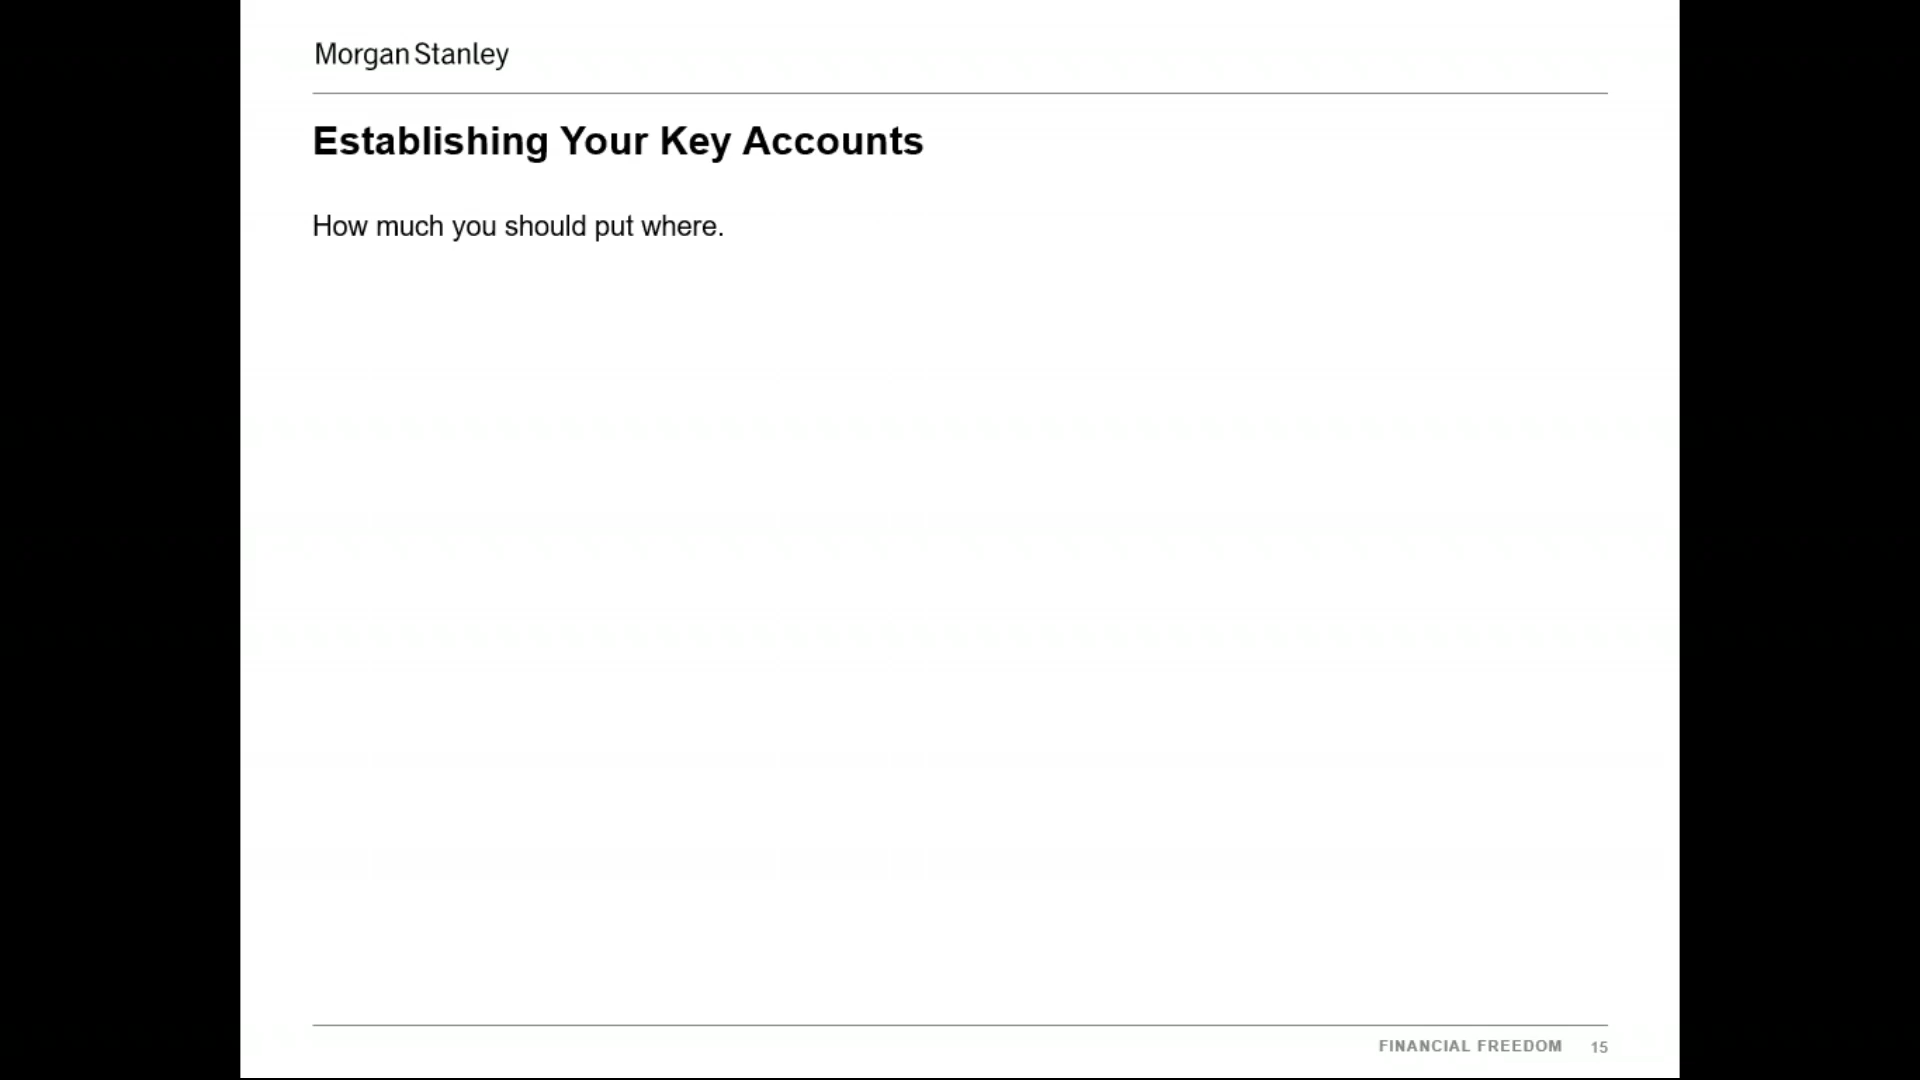 Morgan Stanley
Establishing Your Key Accounts
How much you should put where.
FINANCIAL FREEDOM 15